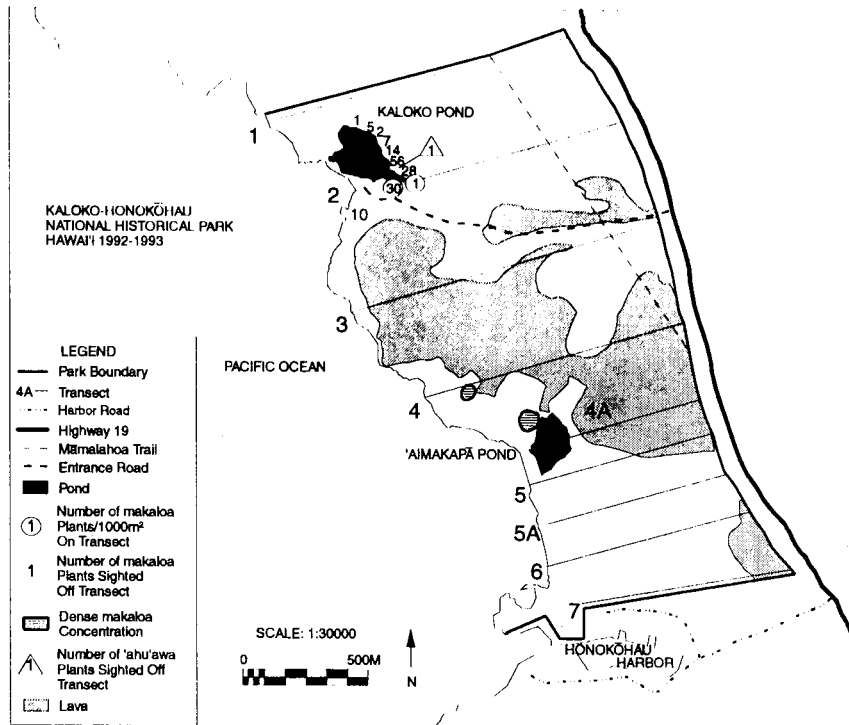 KALOKO POND
1
1
5
2
7
14
56
28
1
30
1
2
10
KALOKO-HONOKŌHAU
NATIONAL HISTORICAL PARK
HAWAI'I 1992-1993
3
PACIFIC OCEAN
4
4A
'AIMAKAPĀ POND
5
5A
6
7
HONOKŌHAU
HARBOR
LEGEND
Park Boundary
4A Transect
Harbor Road
Highway 19
Māmalahoa Trail
Entrance Road
Pond
1 Number of makaloa
Plants/1000m²
On Transect
1 Number of makaloa
Plants Sighted
Off Transect
Dense makaloa
Concentration
1 Number of 'ahu'awa
Plants Sighted Off
Transect
Lava
SCALE: 1:30000
0 500M
N